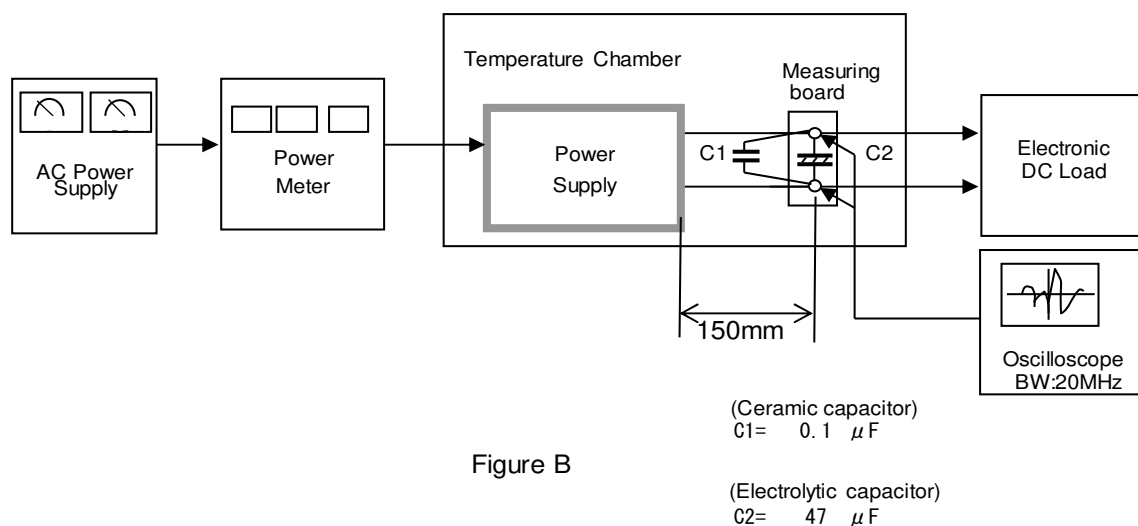 Temperature Chamber
Measuring
board
AC Power
Supply
Power
Meter
Power
Supply
C1
C2
Electronic
DC Load
150mm
Oscilloscope
BW:20MHz
(Ceramic capacitor)
C1= 0.1 μF
Figure B
(Electrolytic capacitor)
C2= 47 μF